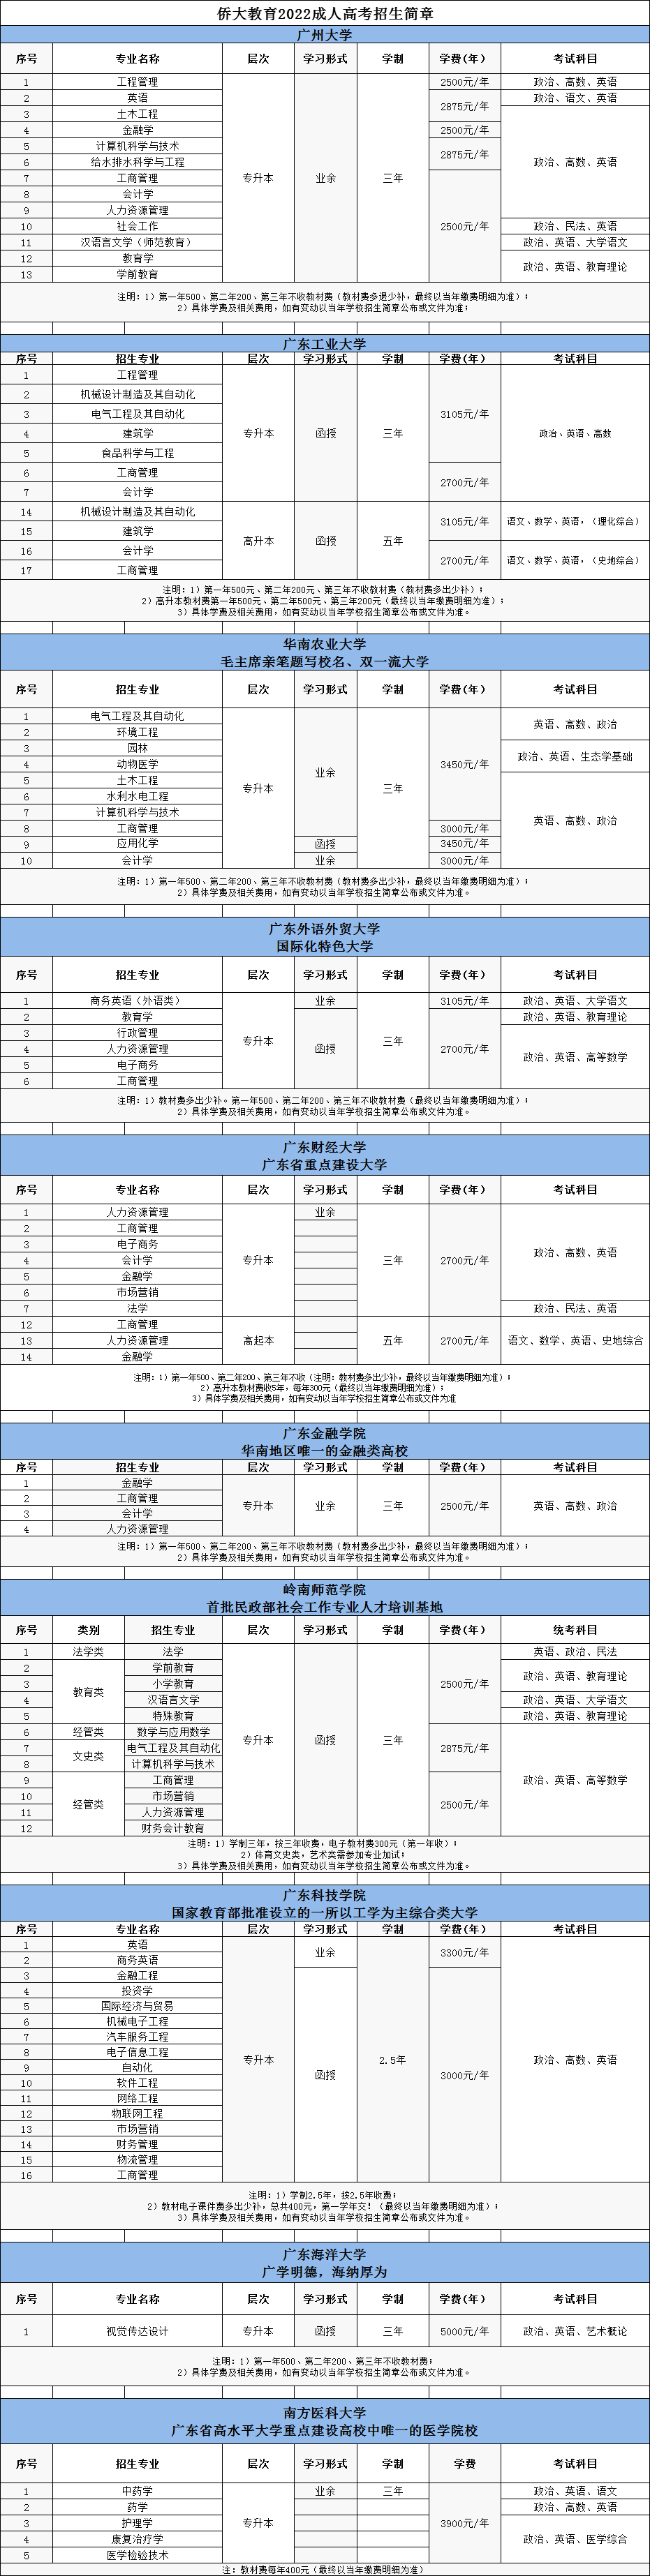 侨大教育2022成人高考招生简章
广州大学
序号 专业名称 层次 学习形式 学制 学费(年) 考试科目
1 工程管理 专升本 业余 三年 2500元/年 政治、高数、英语
2 英语 2875元/年 政治、语文、英语
3 土木工程 政治、高数、英语
4 金融学 2500元/年
5 计算机科学与技术 2875元/年
6 给水排水科学与工程
7 工商管理 2500元/年
8 会计学
9 人力资源管理
10 社会工作 政治、民法、英语
11 汉语言文学（师范教育） 政治、英语、大学语文
12 教育学 政治、英语、教育理论
13 学前教育
注明：1）第一年500、第二年200、第三年不收教材费（教材费多退少补，最终以当年缴费明细为准）；
2）具体学费及相关费用，如有变动以当年学校招生简章公布或文件为准；
广东工业大学
序号 招生专业 层次 学习形式 学制 学费(年) 考试科目
1 工程管理 专升本 函授 三年 3105元/年 政治、英语、高数
2 机械设计制造及其自动化
3 电气工程及其自动化
4 建筑学
5 食品科学与工程
6 工商管理 2700元/年
7 会计学
14 机械设计制造及其自动化 高升本 函授 五年 3105元/年 语文、数学、英语，（理化综合）
15 建筑学
16 会计学 2700元/年 语文、数学、英语，（史地综合）
17 工商管理
注明：1）第一年500元、第二年200元、第三年不收教材费（教材费多出少补）；
2）高升本教材费第一年500元、第二年500元、第三年200元（最终以当年缴费明细为准）；
3）具体学费及相关费用，如有变动以当年学校招生简章公布或文件为准。
华南农业大学
毛主席亲笔题写校名、双一流大学
序号 招生专业 层次 学习形式 学制 学费(年) 考试科目
1 电气工程及其自动化 专升本 业余 三年 3450元/年 英语、高数、政治
2 环境工程
3 园林 政治、英语、生态学基础
4 动物医学
5 土木工程 英语、高数、政治
6 水利水电工程
7 计算机科学与技术
8 工商管理 3000元/年
9 应用化学 函授 3450元/年
10 会计学 业余 3000元/年
注明：1）第一年500、第二年200、第三年不收教材费（教材费多出少补，最终以当年缴费明细为准）；
2）具体学费及相关费用，如有变动以当年学校招生简章公布或文件为准。
广东外语外贸大学
国际化特色大学
序号 招生专业 层次 学习形式 学制 学费(年) 考试科目
1 商务英语（外语类） 专升本 业余 三年 3105元/年 政治、英语、大学语文
2 教育学 函授 2700元/年 政治、英语、教育理论
3 行政管理 政治、英语、高等数学
4 人力资源管理
5 电子商务
6 工商管理
注明：1）教材费多出少补。第一年500、第二年200、第三年不收教材费（最终以当年缴费明细为准）；
2）具体学费及相关费用，如有变动以当年学校招生简章公布或文件为准。
广东财经大学
广东省重点建设大学
序号 专业名称 层次 学习形式 学制 学费(年) 考试科目
1 人力资源管理 专升本 业余 三年 2700元/年 政治、高数、英语
2 工商管理
3 电子商务
4 会计学
5 金融学
6 市场营销
7 法学 政治、民法、英语
12 工商管理 高起本 五年 2700元/年 语文、数学、英语、史地综合
13 人力资源管理
14 金融学
注明：1）第一年500、第二年200、第三年不收（注明：教材费多出少补，最终以当年缴费明细为准）；
2）高升本教材费收5年，每年300元（最终以当年缴费明细为准）；
3）具体学费及相关费用，如有变动以当年学校招生简章公布或文件为准
广东金融学院
华南地区唯一的金融类高校
序号 招生专业 层次 学习形式 学制 学费(年) 考试科目
1 金融学 专升本 业余 三年 2500元/年 英语、高数、政治
2 工商管理
3 会计学
4 人力资源管理
注明：1）第一年500、第二年200、第三年不收教材费（教材费多出少补，最终以当年缴费明细为准）；
2）具体学费及相关费用，如有变动以当年学校招生简章公布或文件为准。
岭南师范学院
首批民政部社会工作专业人才培训基地
序号 类别 招生专业 层次 学习形式 学制 学费(年) 统考科目
1 法学类 法学 专升本 函授 三年 2500元/年 英语、政治、民法
2 教育类 学前教育 政治、英语、教育理论
3 小学教育
4 汉语言文学 政治、英语、大学语文
5 特殊教育 政治、英语、教育理论
6 经管类 数学与应用数学 2875元/年 政治、英语、高等数学
7 文史类 电气工程及其自动化
8 计算机科学与技术
9 经管类 工商管理 2500元/年
10 市场营销
11 人力资源管理
12 财务会计教育
注明：1）学制三年，按三年收费，电子教材费300元（第一年收）；
2）体育文史类，艺术类需参加专业加试；
3）具体学费及相关费用，如有变动以当年学校招生简章公布或文件为准。
广东科技学院
国家教育部批准设立的一所以工学为主综合类大学
序号 专业名称 层次 学习形式 学制 学费(年) 考试科目
1 英语 专升本 业余 2.5年 3300元/年 政治、高数、英语
2 商务英语
3 金融工程 函授 3000元/年
4 投资学
5 国际经济与贸易
6 机械电子工程
7 汽车服务工程
8 电子信息工程
9 自动化
10 软件工程
11 网络工程
12 物联网工程
13 市场营销
14 财务管理
15 物流管理
16 工商管理
注明：1）学制2.5年，按2.5年收费；
2）教材电子课件费多出少补，总共400元，第一学年交！（最终以当年缴费明细为准）；
3）具体学费及相关费用，如有变动以当年学校招生简章公布或文件为准。
广东海洋大学
广学明德，海纳厚为
序号 专业名称 层次 学习形式 学制 学费(年) 考试科目
1 视觉传达设计 专升本 函授 三年 5000元/年 政治、英语、艺术概论
注明：1）第一年500、第二年200、第三年不收教材费；
2）具体学费及相关费用，如有变动以当年学校招生简章公布或文件为准。
南方医科大学
广东省高水平大学重点建设高校中唯一的医学院校
序号 招生专业 层次 学习形式 学制 学费 考试科目
1 中药学 专升本 业余 三年 3900元/年 政治、英语、语文
2 药学 政治、高数、英语
3 护理学 政治、英语、医学综合
4 康复治疗学
5 医学检验技术
注：教材费每年400元（最终以当年缴费明细为准）